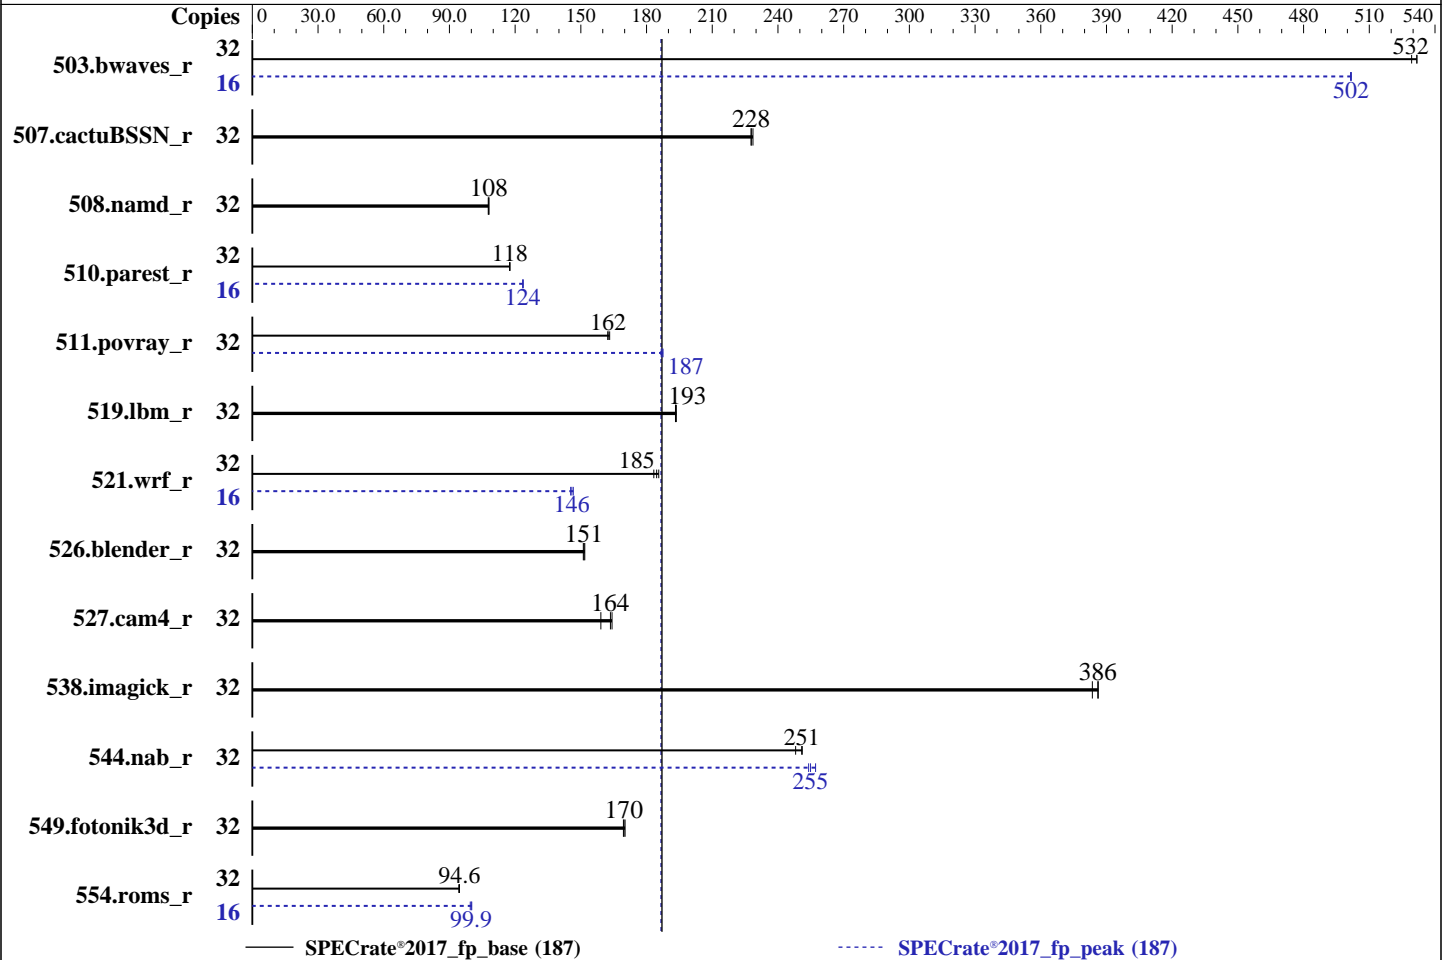 Copies 0 30.0 60.0 90.0 120 150 180 210 240 270 300 330 360 390 420 450 480 510 540
503.bwaves_r 32 532
16 502
507.cactuBSSN_r 32 228
508.namd_r 32 108
510.parest_r 32 118
16 124
511.povray_r 32 162
187
519.lbm_r 32 193
521.wrf_r 32 185
16 146
526.blender_r 32 151
527.cam4_r 32 164
538.imagick_r 32 386
544.nab_r 32 251
255
549.fotonik3d_r 32 170
554.roms_r 32 94.6
16 99.9
SPECrate®2017_fp_base (187) SPECrate®2017_fp_peak (187)